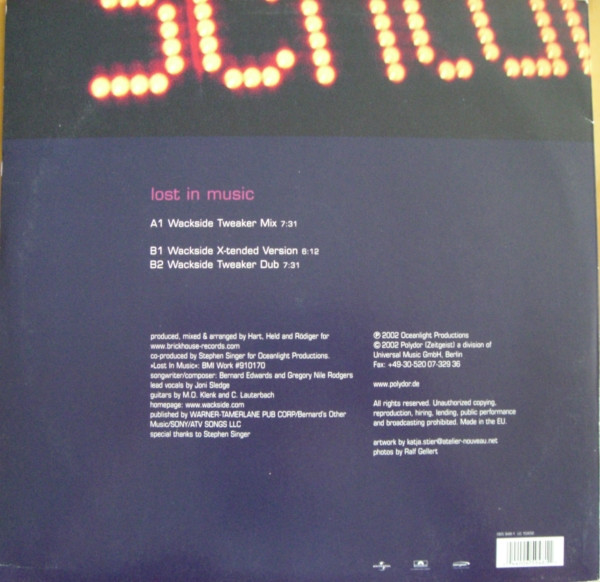 lost in music
A1 Wackside Tweaker Mix 7:31
B1 Wackside X-tended Version 6:12
B2 Wackside Tweaker Dub 7:31
produced, mixed & arranged by Hart, Held and Rödiger for
www.brickhouse-records.com
co-produced by Stephen Singer for Oceanlight Productions.
»Lost In Music«: BMI Work #910170
songwriter/composer: Bernard Edwards and Gregory Nile Rodgers
lead vocals by Joni Sledge
guitars by M.O. Klenk and C. Lauterbach
homepage: www.wackside.com
published by WARNER-TAMERLANE PUB CORP/Bernard's Other
Music/SONY/ATV SONGS LLC
special thanks to Stephen Singer
℗ 2002 Oceanlight Productions
© 2002 Polydor (Zeitgeist) a division of
Universal Music GmbH, Berlin
Fax: +49-30-520 07-329 36
www.polydor.de
All rights reserved. Unauthorized copying,
reproduction, hiring, lending, public performance
and broadcasting prohibited. Made in the EU.
artwork by katja.stier@atelier-nouveau.net
photos by Ralf Gellert